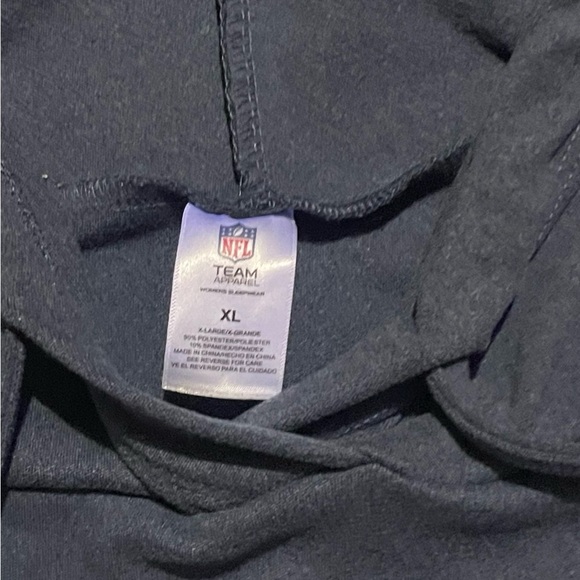 NFL
TEAM
APPAREL
WOMENS SLEEPWEAR
XL
X-LARGE/X-GRANDE
90% POLYESTER/POLIESTER
10% SPANDEX/SPANDEX
MADE IN CHINA/HECHO EN CHINA
SEE REVERSE FOR CARE
VE EL REVERSO PARA EL CUIDADO